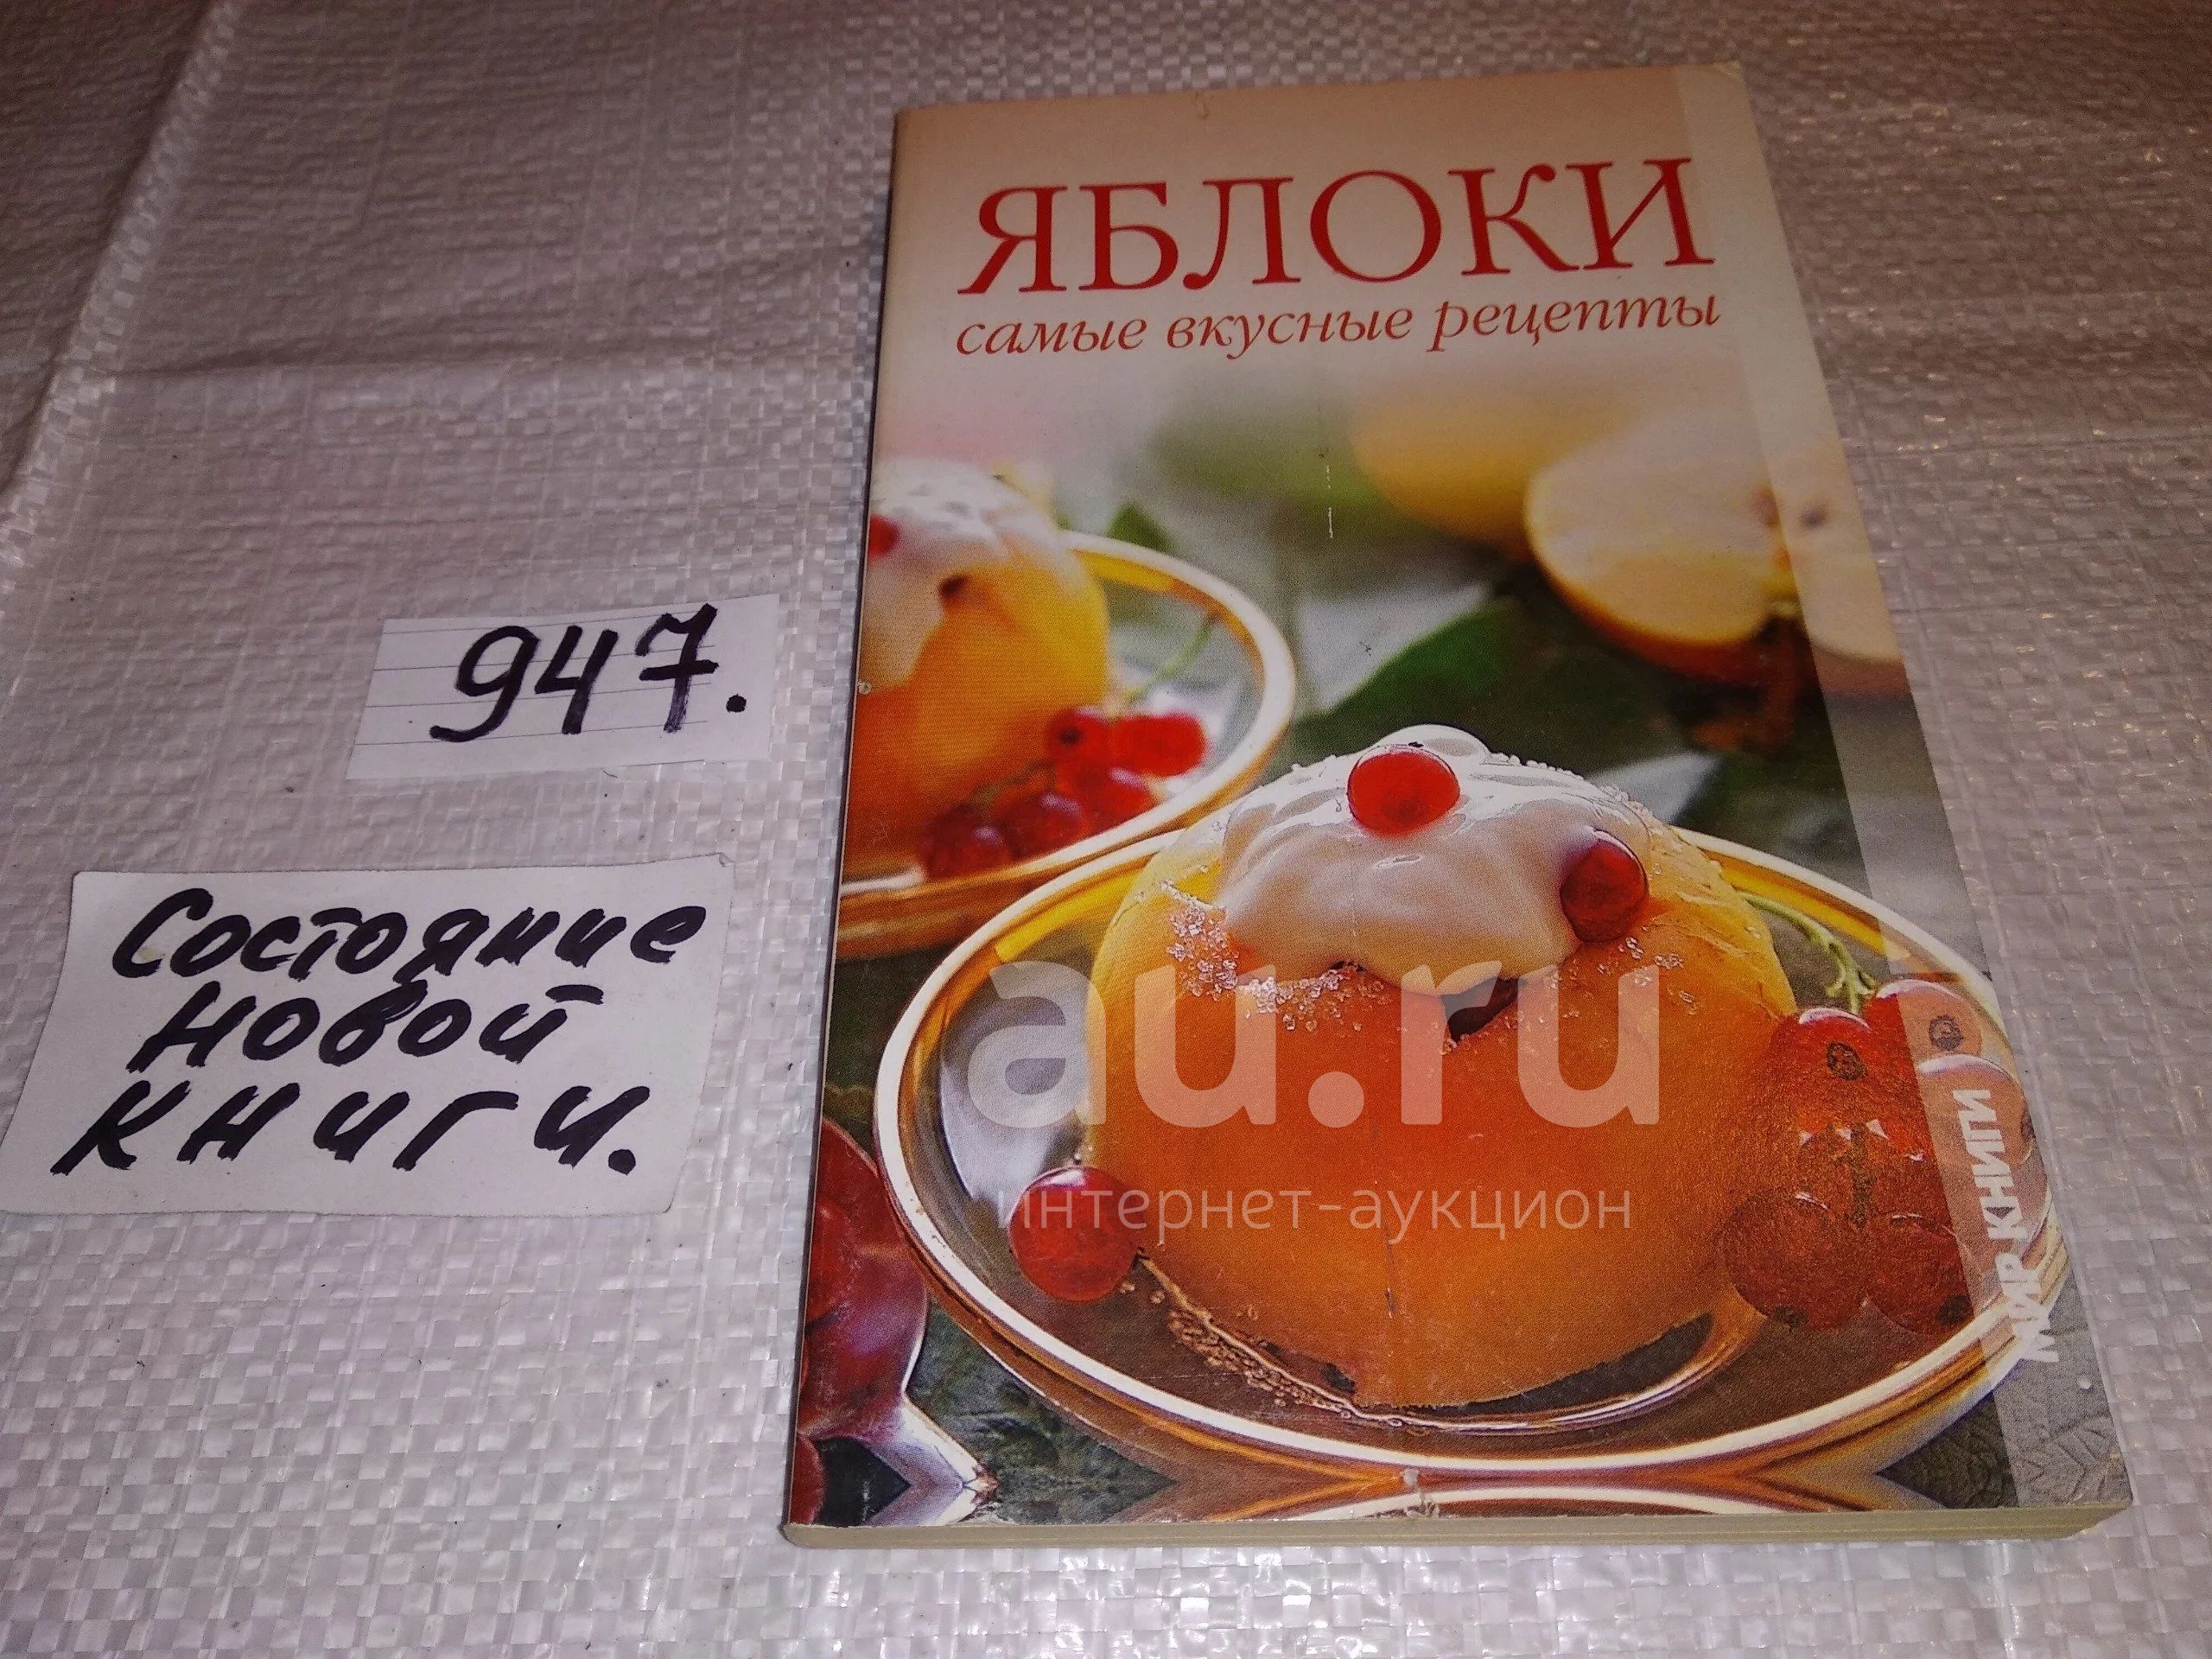 ЯБЛОКИ
самые вкусные рецепты
947.
Состояние
новой
книги.
au.ru
интернет-аукцион
МИР КНИГИ